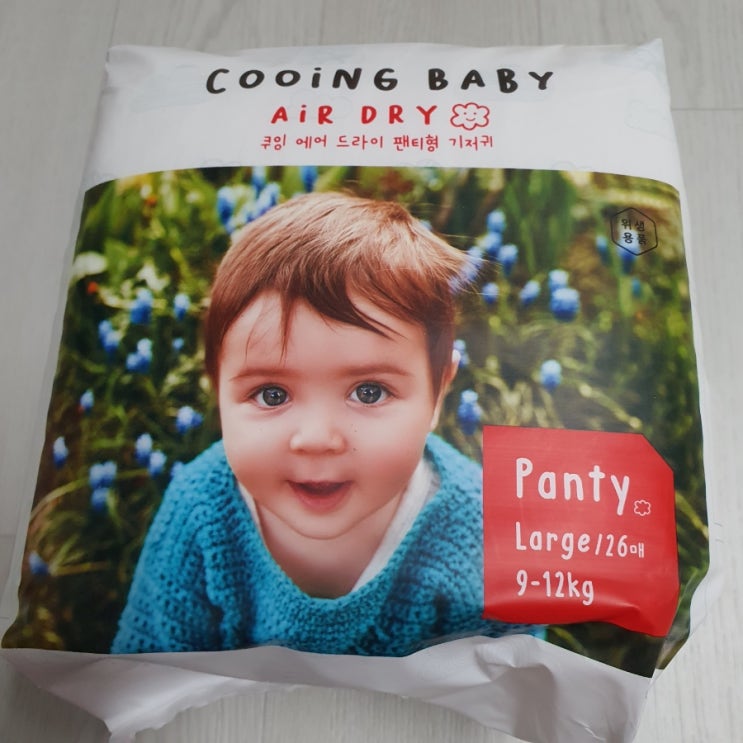 COOiNG BABY
AiR DRY
쿠잉 에어 드라이 팬티형 기저귀
위생
용품
Panty
Large/26매
9-12kg